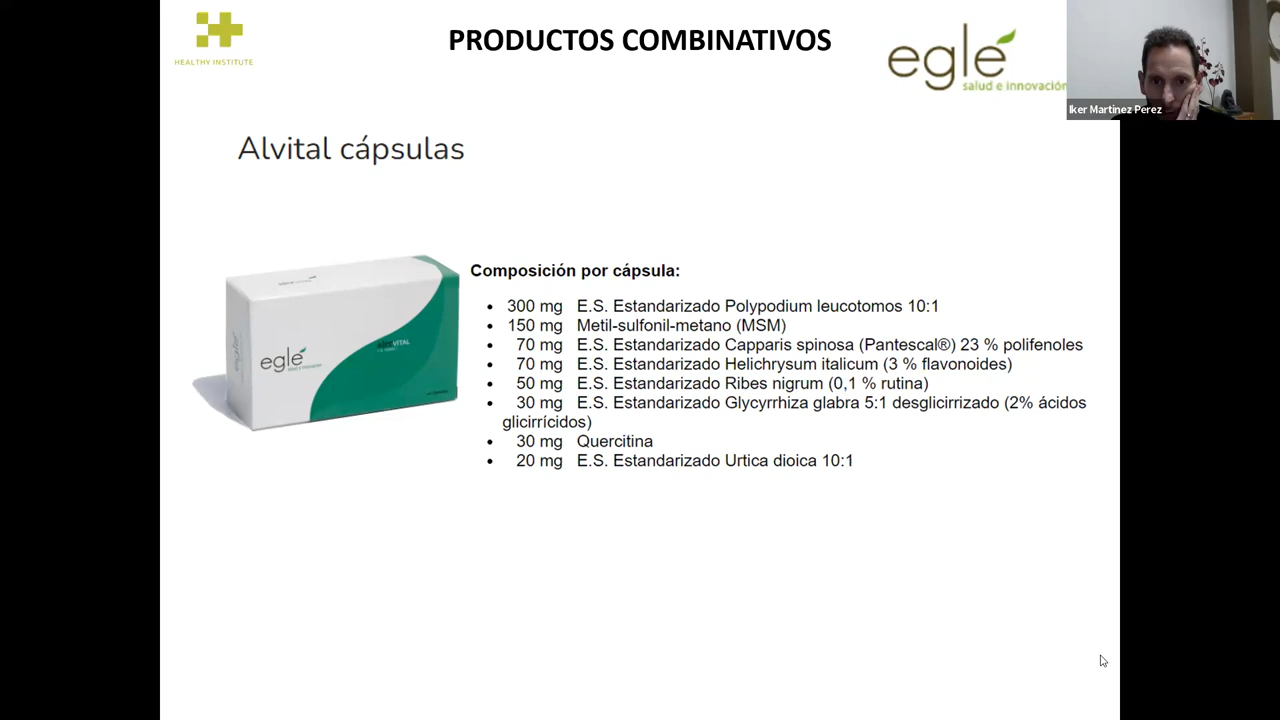 HEALTHY INSTITUTE
PRODUCTOS COMBINATIVOS
eglé
salud e innovación
Iker Martinez Perez
Alvital cápsulas
eglé
VITAL
Composición por cápsula:
• 300 mg E.S. Estandarizado Polypodium leucotomos 10:1
• 150 mg Metil-sulfonil-metano (MSM)
• 70 mg E.S. Estandarizado Capparis spinosa (Pantescal®) 23 % polifenoles
• 70 mg E.S. Estandarizado Helichrysum italicum (3 % flavonoides)
• 50 mg E.S. Estandarizado Ribes nigrum (0,1 % rutina)
• 30 mg E.S. Estandarizado Glycyrrhiza glabra 5:1 desglicirrizado (2% ácidos
glicirrícidos)
• 30 mg Quercitina
• 20 mg E.S. Estandarizado Urtica dioica 10:1